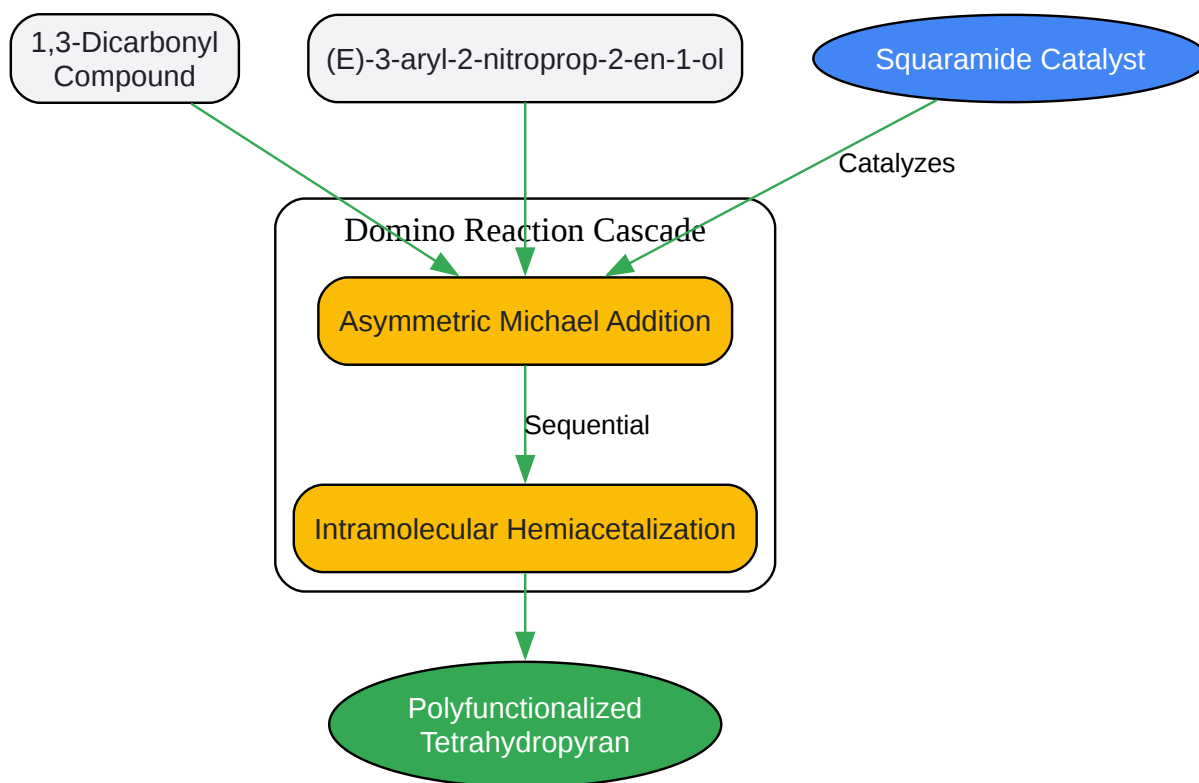 1,3-Dicarbonyl
Compound
(E)-3-aryl-2-nitroprop-2-en-1-ol
Squaramide Catalyst
Catalyzes
Domino Reaction Cascade
Asymmetric Michael Addition
Sequential
Intramolecular Hemiacetalization
Polyfunctionalized
Tetrahydropyran